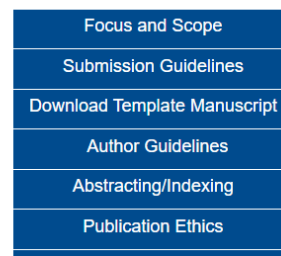 Focus and Scope
Submission Guidelines
Download Template Manuscript
Author Guidelines
Abstracting/Indexing
Publication Ethics